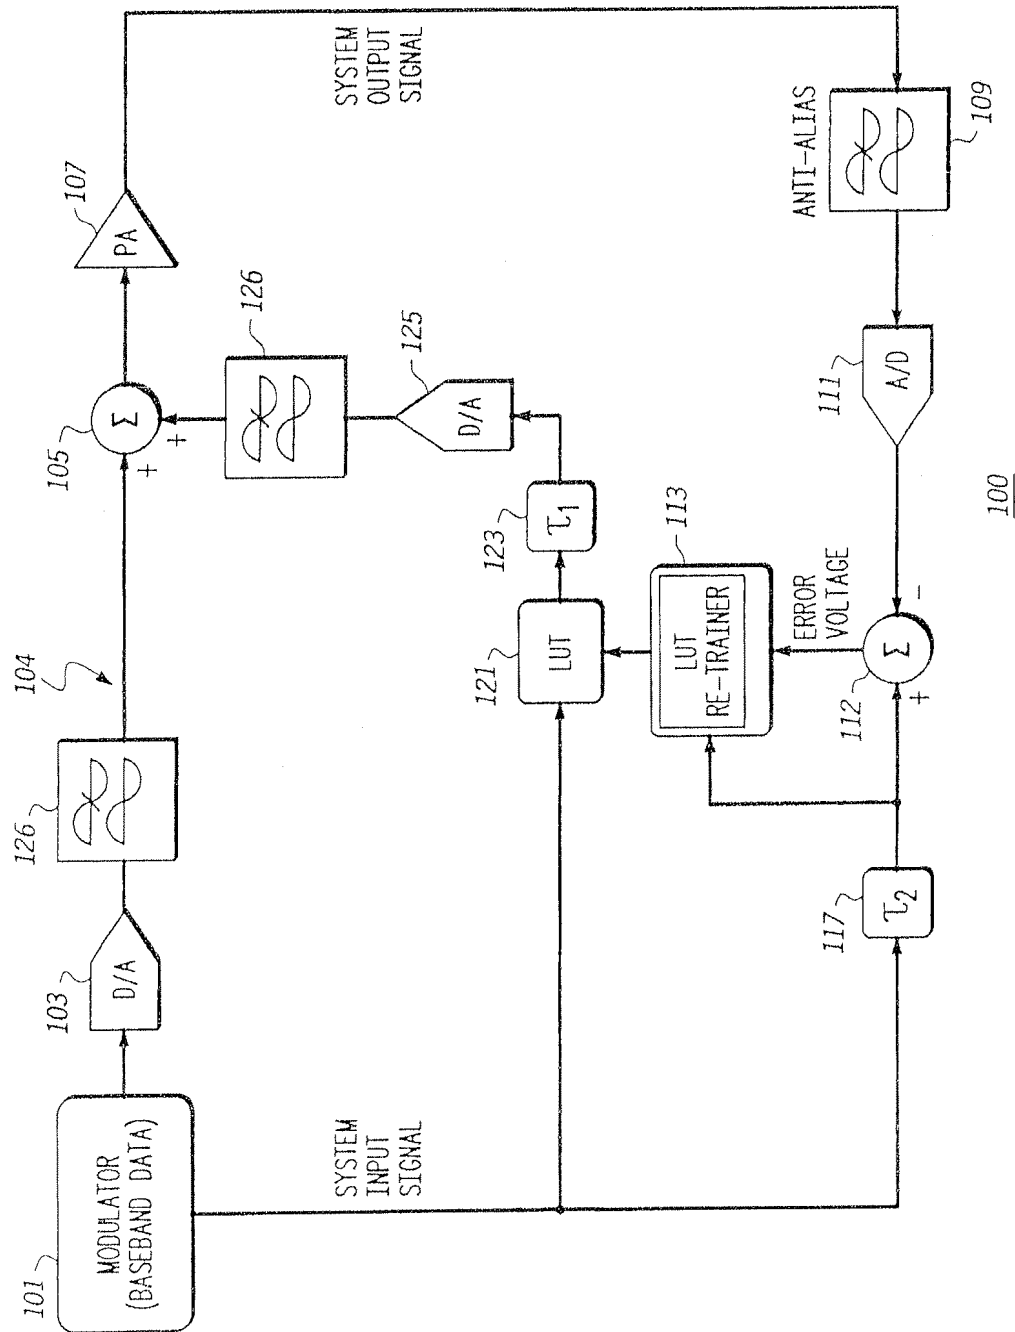 101
MODULATOR
(BASEBAND DATA)
103
D/A
126
104
105
Σ
+
+
107
PA
SYSTEM
OUTPUT
SIGNAL
126
125
D/A
123
τ1
121
LUT
113
LUT
RE-TRAINER
ERROR
VOLTAGE
SYSTEM
INPUT
SIGNAL
117
τ2
112
Σ
+
-
111
A/D
ANTI-ALIAS
109
100